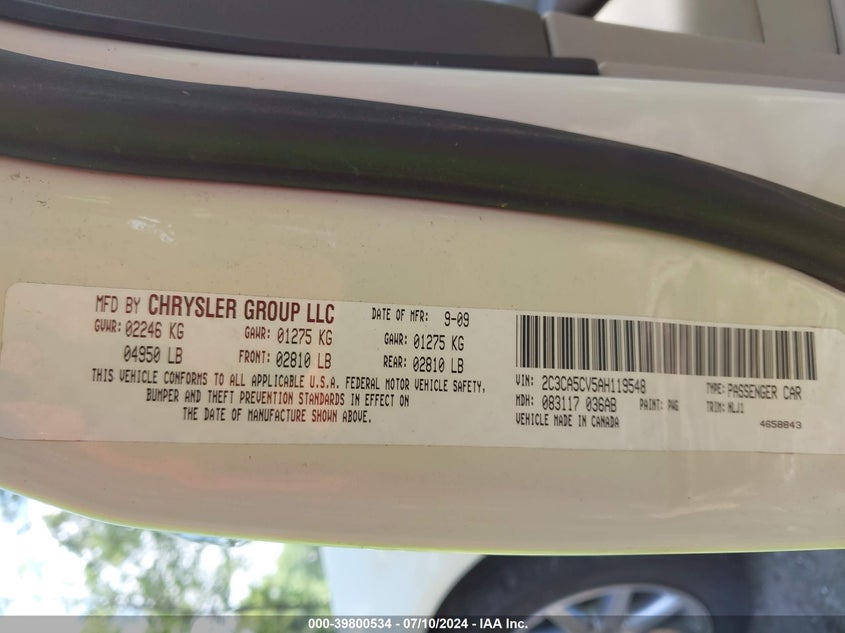 MFD BY CHRYSLER GROUP LLC DATE OF MFR: 9-09
GVWR: 02246 KG GAWR: 01275 KG GAWR: 01275 KG
04950 LB FRONT: 02810 LB REAR: 02810 LB
THIS VEHICLE CONFORMS TO ALL APPLICABLE U.S.A. FEDERAL MOTOR VEHICLE SAFETY,
BUMPER AND THEFT PREVENTION STANDARDS IN EFFECT ON
THE DATE OF MANUFACTURE SHOWN ABOVE.
VIN: 2C3CA5CV5AH119548 TYPE: PASSENGER CAR
MDH: 083117 036AB PAINT: PWG TRIM: NLJ1
VEHICLE MADE IN CANADA 4658843
000-39800534 - 07/10/2024 - IAA Inc.